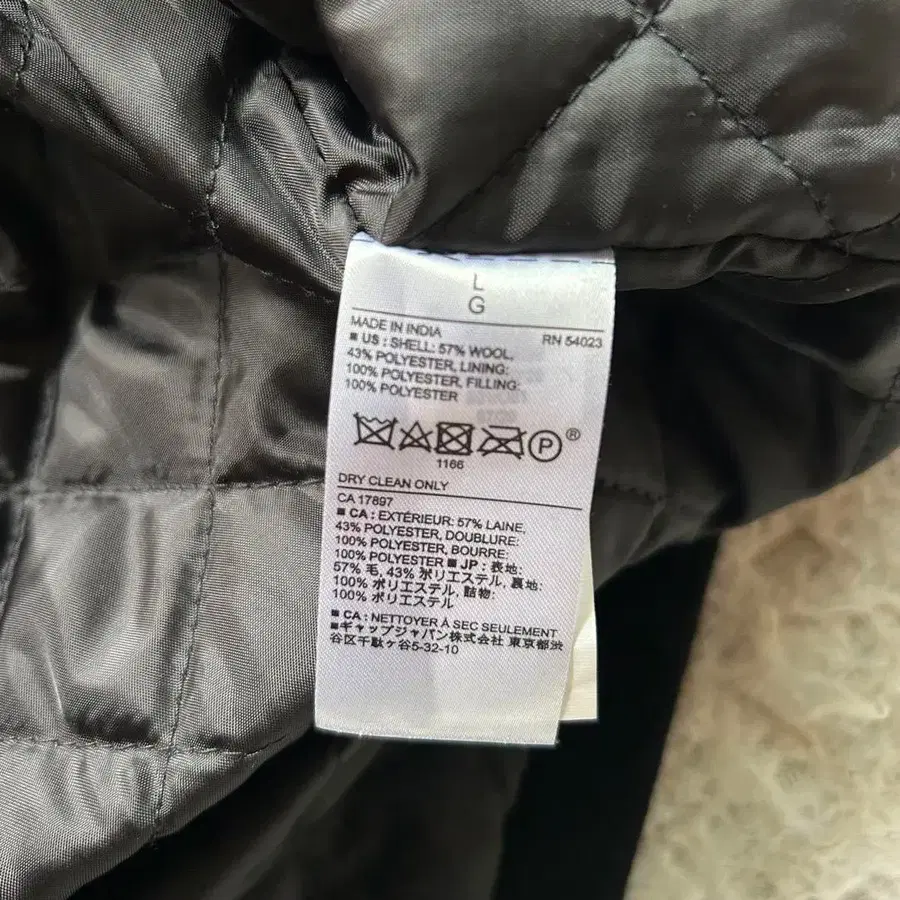 L
G
MADE IN INDIA RN 54023
■ US : SHELL: 57% WOOL,
43% POLYESTER, LINING:
100% POLYESTER, FILLING:
100% POLYESTER
P ®
1166
DRY CLEAN ONLY
CA 17897
■ CA : EXTÉRIEUR: 57% LAINE,
43% POLYESTER, DOUBLURE:
100% POLYESTER, BOURRE:
100% POLYESTER ■ JP : 表地:
57% 毛, 43% ポリエステル, 裏地:
100% ポリエステル, 詰物:
100% ポリエステル
■ CA : NETTOYER À SEC SEULEMENT
■ギャップジャパン株式会社 東京都渋
谷区千駄ヶ谷5-32-10